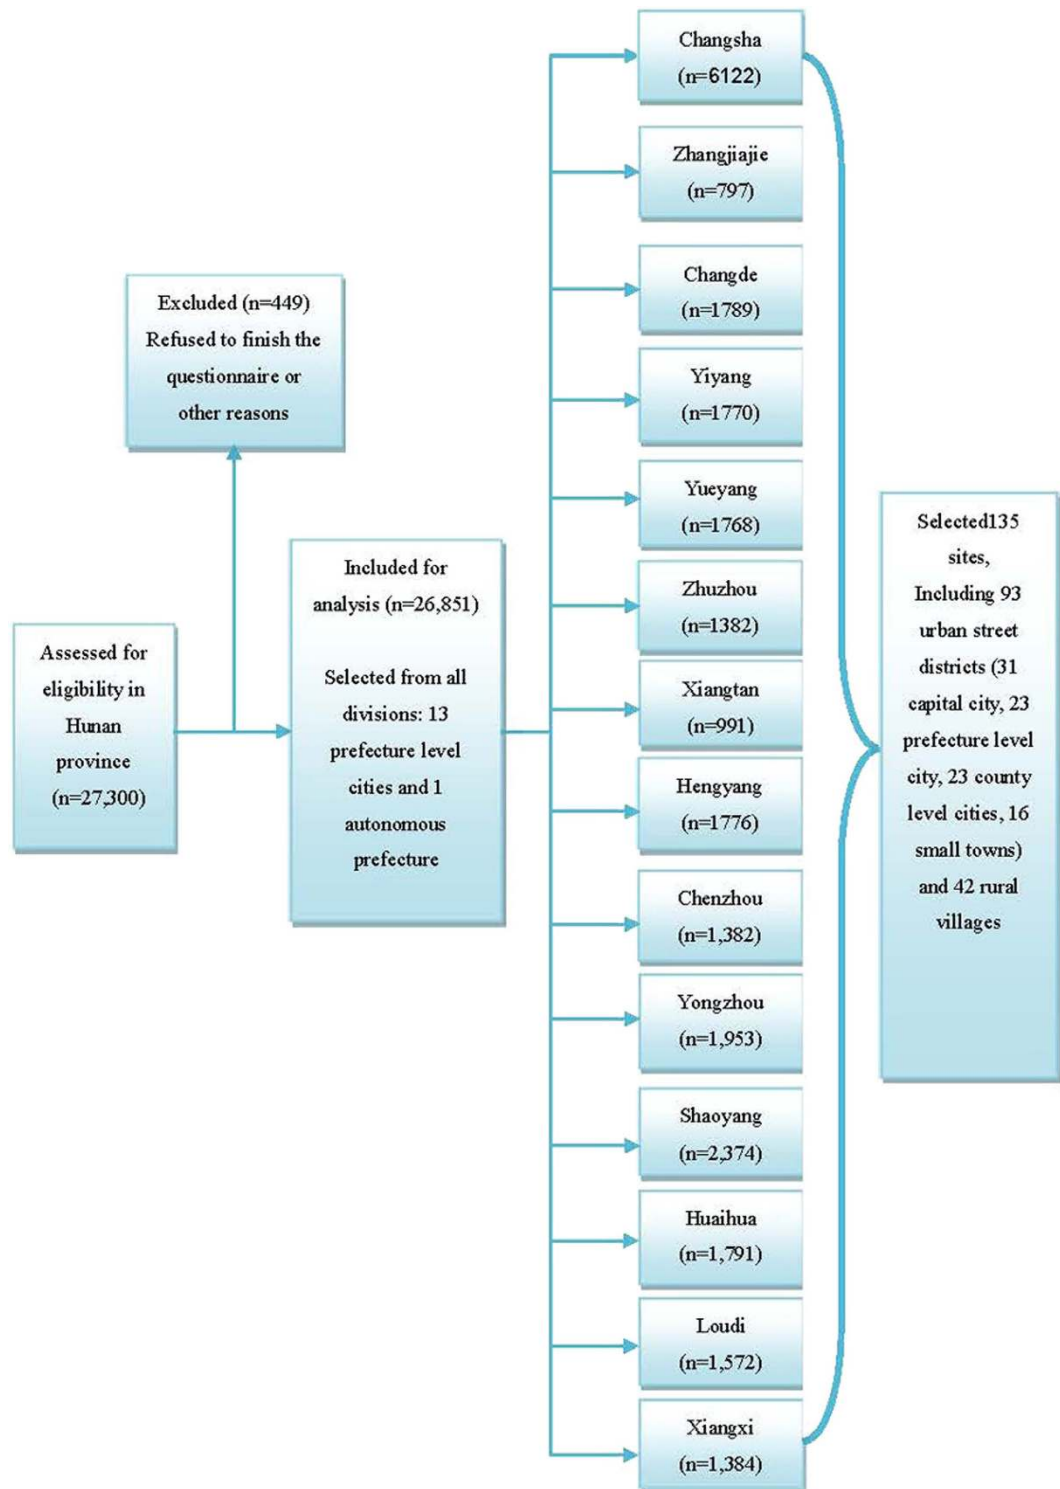 Assessed for
eligibility in
Hunan
province
(n=27,300)
Excluded (n=449)
Refused to finish the
questionnaire or
other reasons
Included for
analysis (n=26,851)
Selected from all
divisions: 13
prefecture level
cities and 1
autonomous
prefecture
Changsha
(n=6122)
Zhangjiajie
(n=797)
Changde
(n=1789)
Yiyang
(n=1770)
Yueyang
(n=1768)
Zhuzhou
(n=1382)
Xiangtan
(n=991)
Hengyang
(n=1776)
Chenzhou
(n=1,382)
Yongzhou
(n=1,953)
Shaoyang
(n=2,374)
Huaihua
(n=1,791)
Loudi
(n=1,572)
Xiangxi
(n=1,384)
Selected135
sites,
Including 93
urban street
districts (31
capital city, 23
prefecture level
city, 23 county
level cities, 16
small towns)
and 42 rural
villages